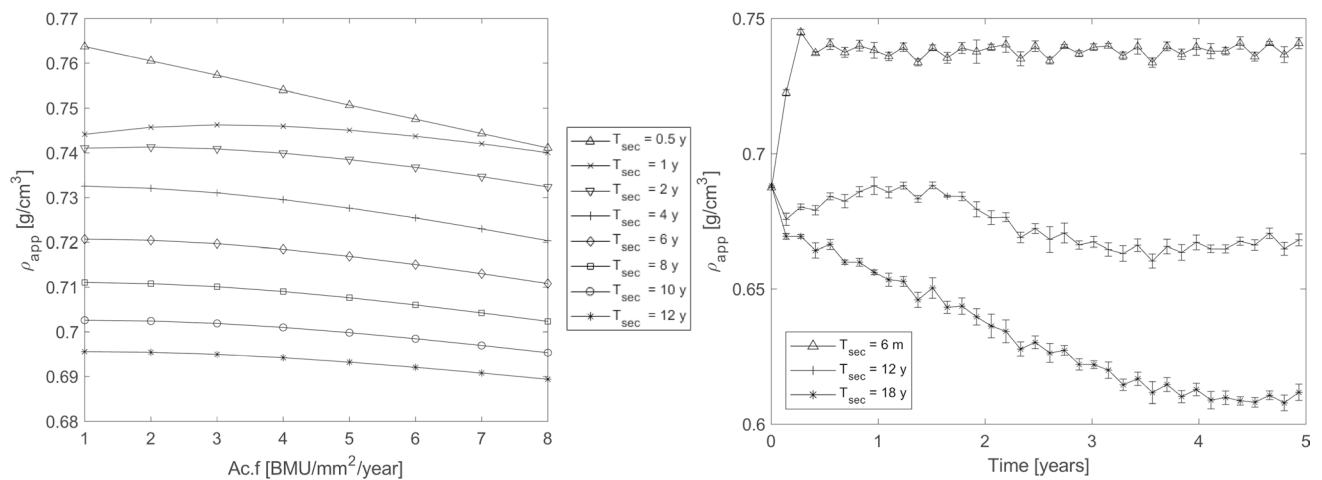 0.77
0.76
0.75
0.74
0.73
0.72
0.71
0.7
0.69
0.68
ρapp [g/cm³]
1 2 3 4 5 6 7 8
Ac.f [BMU/mm²/year]
Tsec = 0.5 y
Tsec = 1 y
Tsec = 2 y
Tsec = 4 y
Tsec = 6 y
Tsec = 8 y
Tsec = 10 y
Tsec = 12 y
0.75
0.7
0.65
0.6
ρapp [g/cm³]
Tsec = 6 m
Tsec = 12 y
Tsec = 18 y
0 1 2 3 4 5
Time [years]